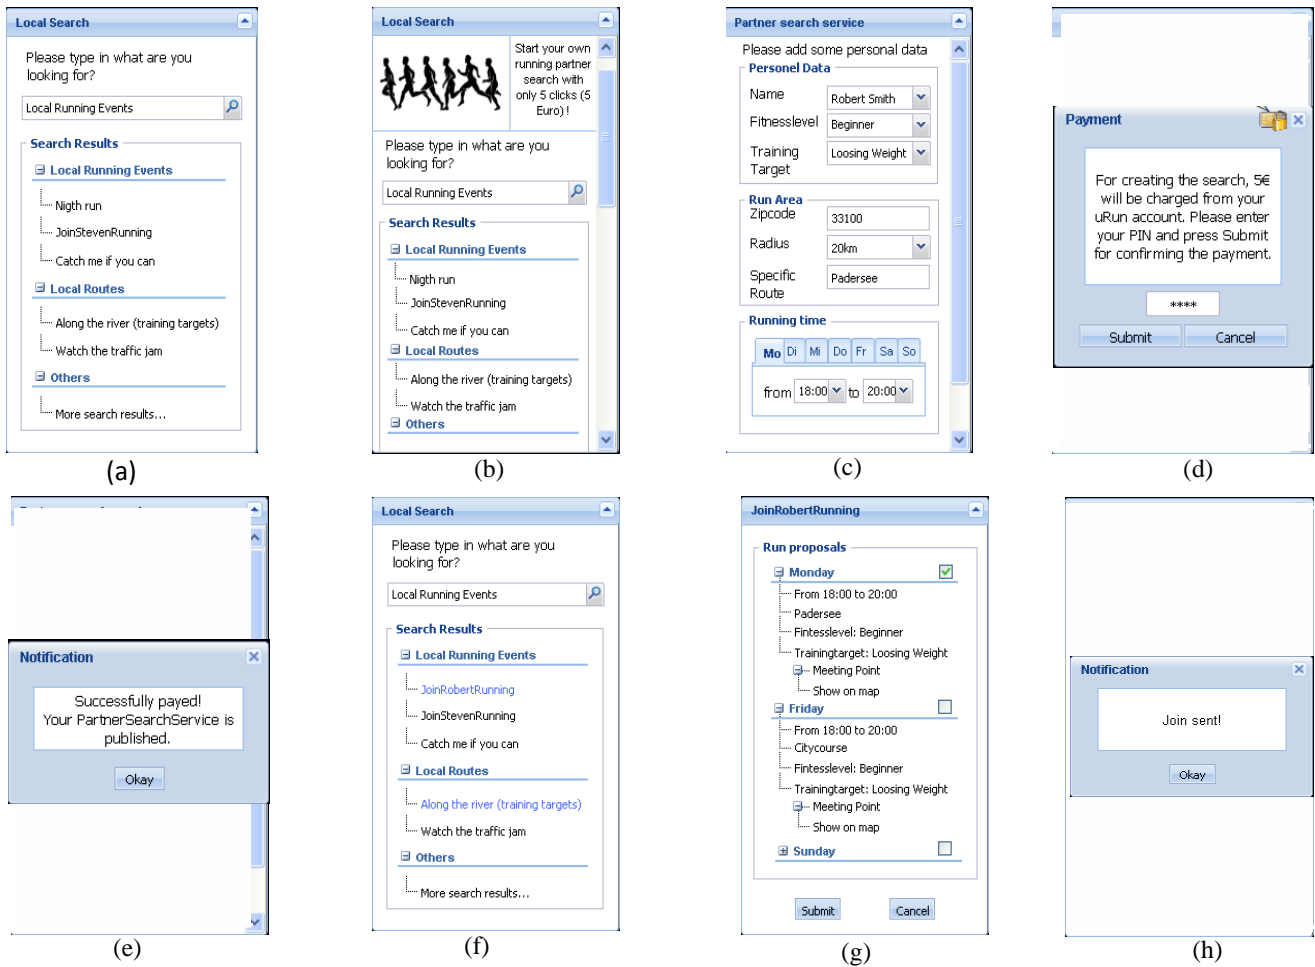 Local Search
Please type in what are you
looking for?
Local Running Events
Search Results
Local Running Events
Nigth run
JoinStevenRunning
Catch me if you can
Local Routes
Along the river (training targets)
Watch the traffic jam
Others
More search results...
(a)
Local Search
Start your own
running partner
search with
only 5 clicks (5
Euro) !
Please type in what are you
looking for?
Local Running Events
Search Results
Local Running Events
Nigth run
JoinStevenRunning
Catch me if you can
Local Routes
Along the river (training targets)
Watch the traffic jam
Others
(b)
Partner search service
Please add some personal data
Personel Data
Name Robert Smith
Fitnesslevel Beginner
Training Loosing Weight
Target
Run Area
Zipcode 33100
Radius 20km
Specific Padersee
Route
Running time
Mo Di Mi Do Fr Sa So
from 18:00 to 20:00
(c)
Payment
For creating the search, 5€
will be charged from your
uRun account. Please enter
your PIN and press Submit
for confirming the payment.
****
Submit Cancel
(d)
Notification
Successfully payed!
Your PartnerSearchService is
published.
Okay
(e)
Local Search
Please type in what are you
looking for?
Local Running Events
Search Results
Local Running Events
JoinRobertRunning
JoinStevenRunning
Catch me if you can
Local Routes
Along the river (training targets)
Watch the traffic jam
Others
More search results...
(f)
JoinRobertRunning
Run proposals
Monday
From 18:00 to 20:00
Padersee
Fintesslevel: Beginner
Trainingtarget: Loosing Weight
Meeting Point
Show on map
Friday
From 18:00 to 20:00
Citycourse
Fintesslevel: Beginner
Trainingtarget: Loosing Weight
Meeting Point
Show on map
Sunday
Submit Cancel
(g)
Notification
Join sent!
Okay
(h)